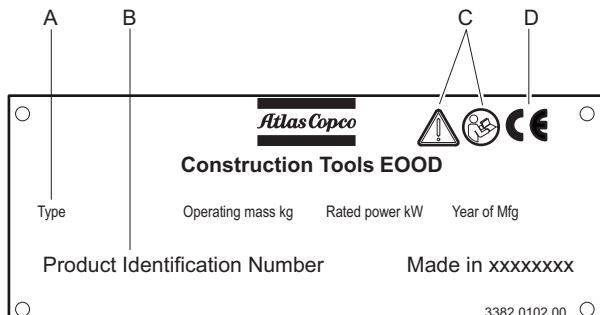 A B C D
Atlas Copco
CE
Construction Tools EOOD
Type Operating mass kg Rated power kW Year of Mfg
Product Identification Number Made in xxxxxxxx
3382 0102 00